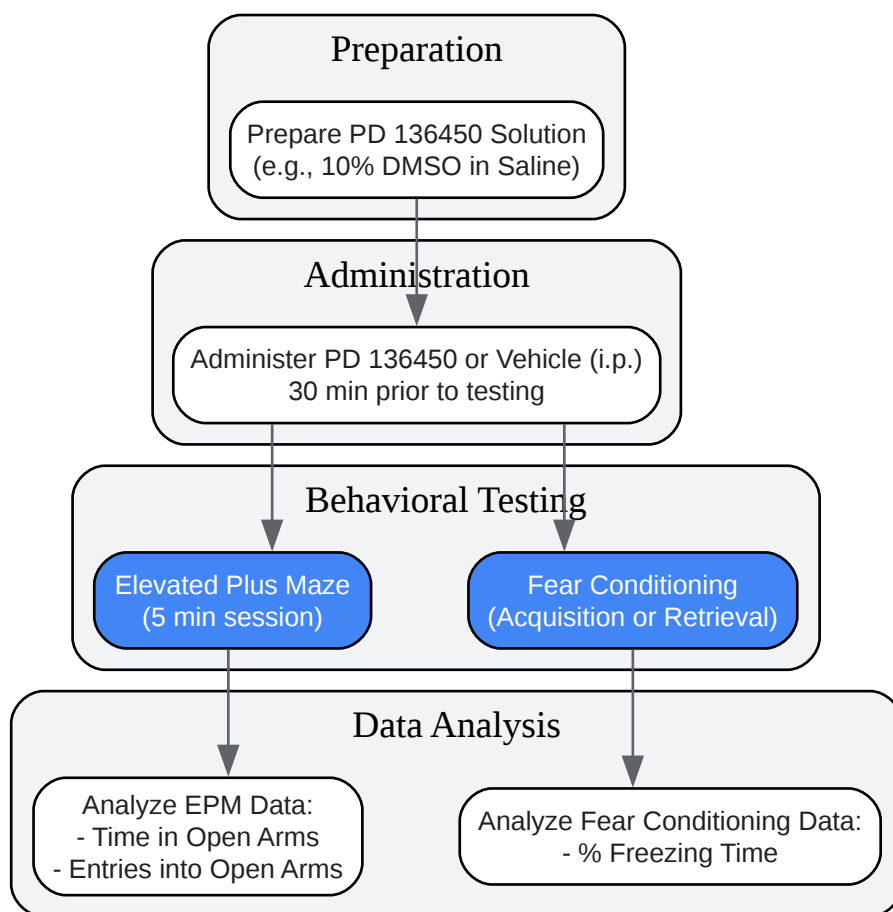 Preparation
Prepare PD 136450 Solution
(e.g., 10% DMSO in Saline)
Administration
Administer PD 136450 or Vehicle (i.p.)
30 min prior to testing
Behavioral Testing
Elevated Plus Maze
(5 min session)
Fear Conditioning
(Acquisition or Retrieval)
Data Analysis
Analyze EPM Data:
- Time in Open Arms
- Entries into Open Arms
Analyze Fear Conditioning Data:
- % Freezing Time